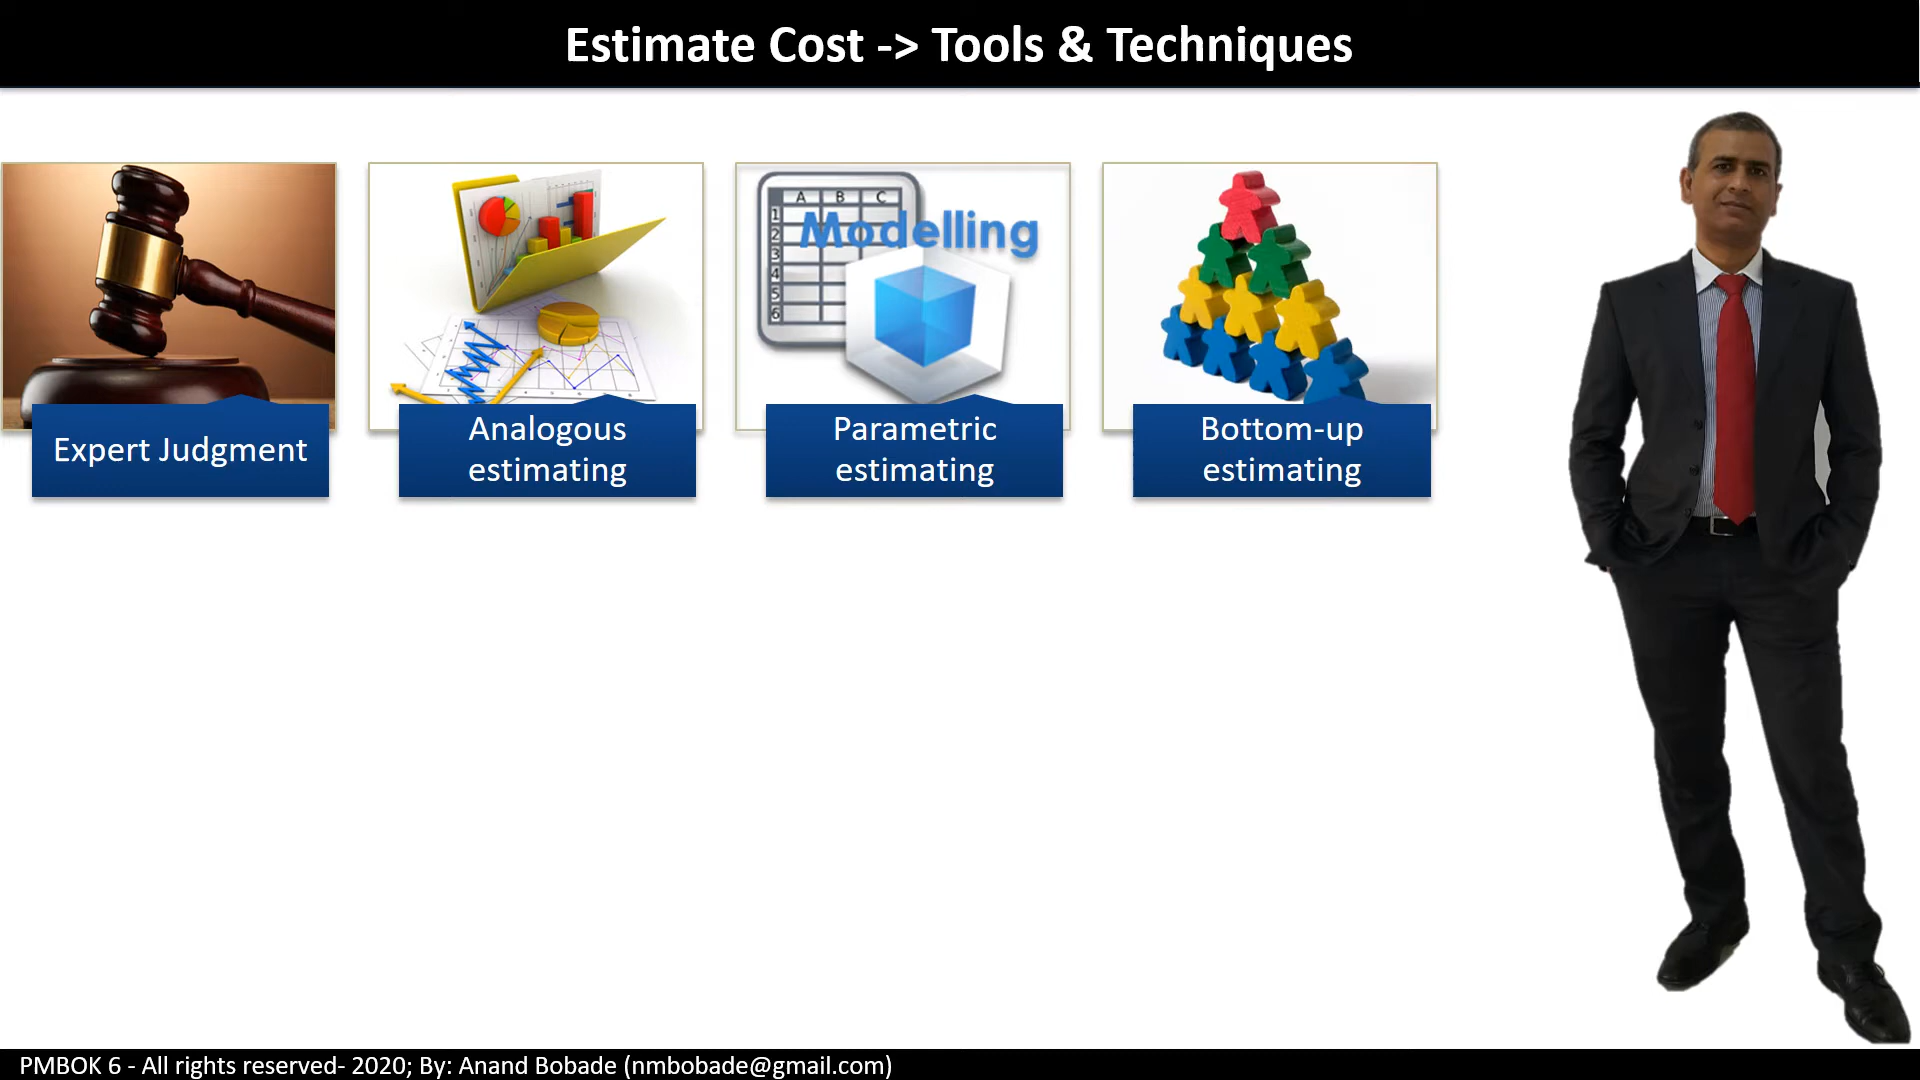 Estimate Cost -> Tools & Techniques
A B C
1
2
3
4
5
6
Modelling
Expert Judgment
Analogous
estimating
Parametric
estimating
Bottom-up
estimating
PMBOK 6 - All rights reserved- 2020; By: Anand Bobade (nmbobade@gmail.com)